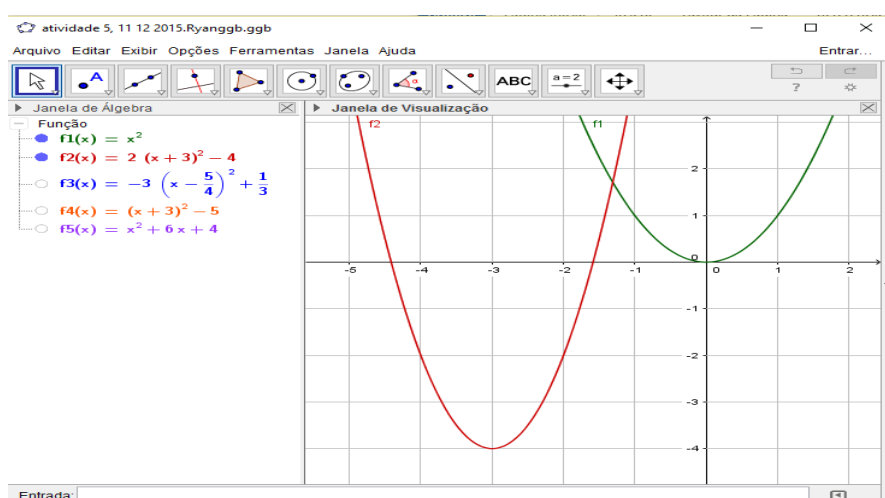 atividade 5, 11 12 2015.Ryanggb.ggb
Arquivo Editar Exibir Opções Ferramentas Janela Ajuda Entrar...
A α ABC a=2 ?
Janela de Álgebra
Função
f1(x) = x²
f2(x) = 2 (x + 3)² − 4
f3(x) = −3 (x − 5/4)² + 1/3
f4(x) = (x + 3)² − 5
f5(x) = x² + 6 x + 4
Janela de Visualização
f2 f1
2
1
0
-5 -4 -3 -2 -1 0 1 2
-1
-2
-3
-4
Entrada: